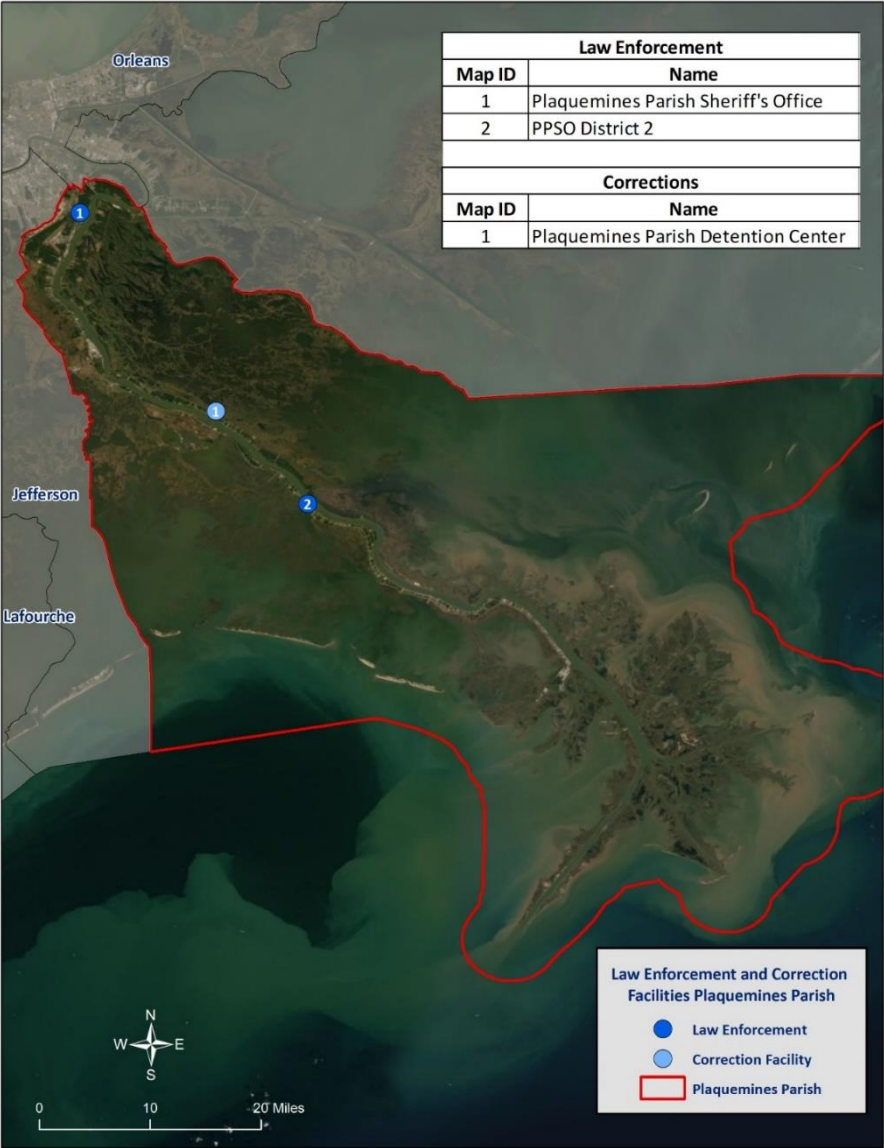 Orleans
Law Enforcement
Map ID Name
1 Plaquemines Parish Sheriff's Office
2 PPSO District 2
Corrections
Map ID Name
1 Plaquemines Parish Detention Center
1
1
2
Jefferson
Lafourche
Law Enforcement and Correction
Facilities Plaquemines Parish
Law Enforcement
Correction Facility
Plaquemines Parish
N
W E
S
0 10 20 Miles